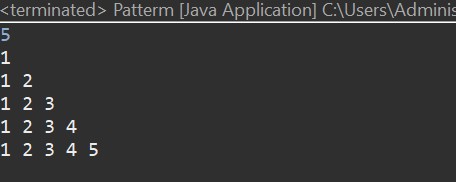 <terminated> Patterm [Java Application] C:\Users\Adminis
5
1
1 2
1 2 3
1 2 3 4
1 2 3 4 5